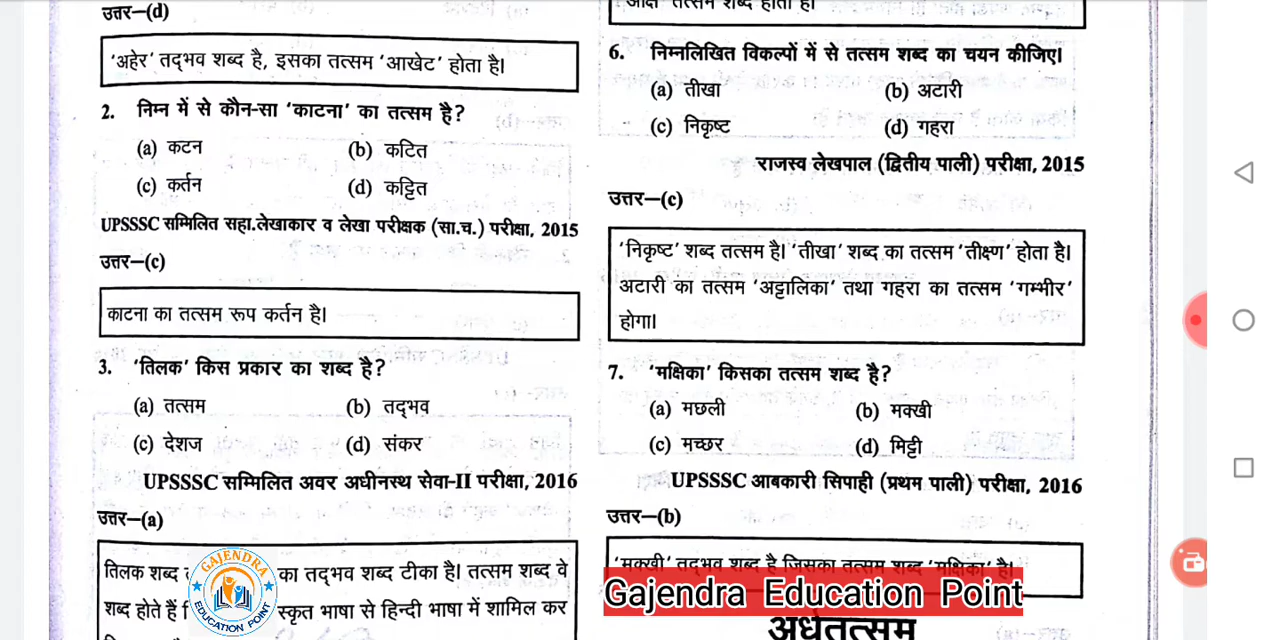 उत्तर–(d)
'अहेर' तद्भव शब्द है, इसका तत्सम 'आखेट' होता है।
2. निम्न में से कौन-सा 'काटना' का तत्सम है?
(a) कटन (b) कटित
(c) कर्तन (d) कट्टित
UPSSSC सम्मिलित सहा.लेखाकार व लेखा परीक्षक (सा.च.) परीक्षा, 2015
उत्तर–(c)
काटना का तत्सम रूप कर्तन है।
3. 'तिलक' किस प्रकार का शब्द है?
(a) तत्सम (b) तद्भव
(c) देशज (d) संकर
UPSSSC सम्मिलित अवर अधीनस्थ सेवा-II परीक्षा, 2016
उत्तर–(a)
तिलक शब्द का तद्भव शब्द टीका है। तत्सम शब्द वे
शब्द होते हैं स्कृत भाषा से हिन्दी भाषा में शामिल कर
GAJENDRA
EDUCATION POINT
तत्सम शब्द होता है।
6. निम्नलिखित विकल्पों में से तत्सम शब्द का चयन कीजिए।
(a) तीखा (b) अटारी
(c) निकृष्ट (d) गहरा
राजस्व लेखपाल (द्वितीय पाली) परीक्षा, 2015
उत्तर–(c)
'निकृष्ट' शब्द तत्सम है। 'तीखा' शब्द का तत्सम 'तीक्ष्ण' होता है।
अटारी का तत्सम 'अट्टालिका' तथा गहरा का तत्सम 'गम्भीर'
होगा।
7. 'मक्षिका' किसका तत्सम शब्द है?
(a) मछली (b) मक्खी
(c) मच्छर (d) मिट्टी
UPSSSC आबकारी सिपाही (प्रथम पाली) परीक्षा, 2016
उत्तर–(b)
'मक्खी' तद्भव शब्द है जिसका तत्सम शब्द 'मक्षिका' है।
Gajendra Education Point
अर्धतत्सम